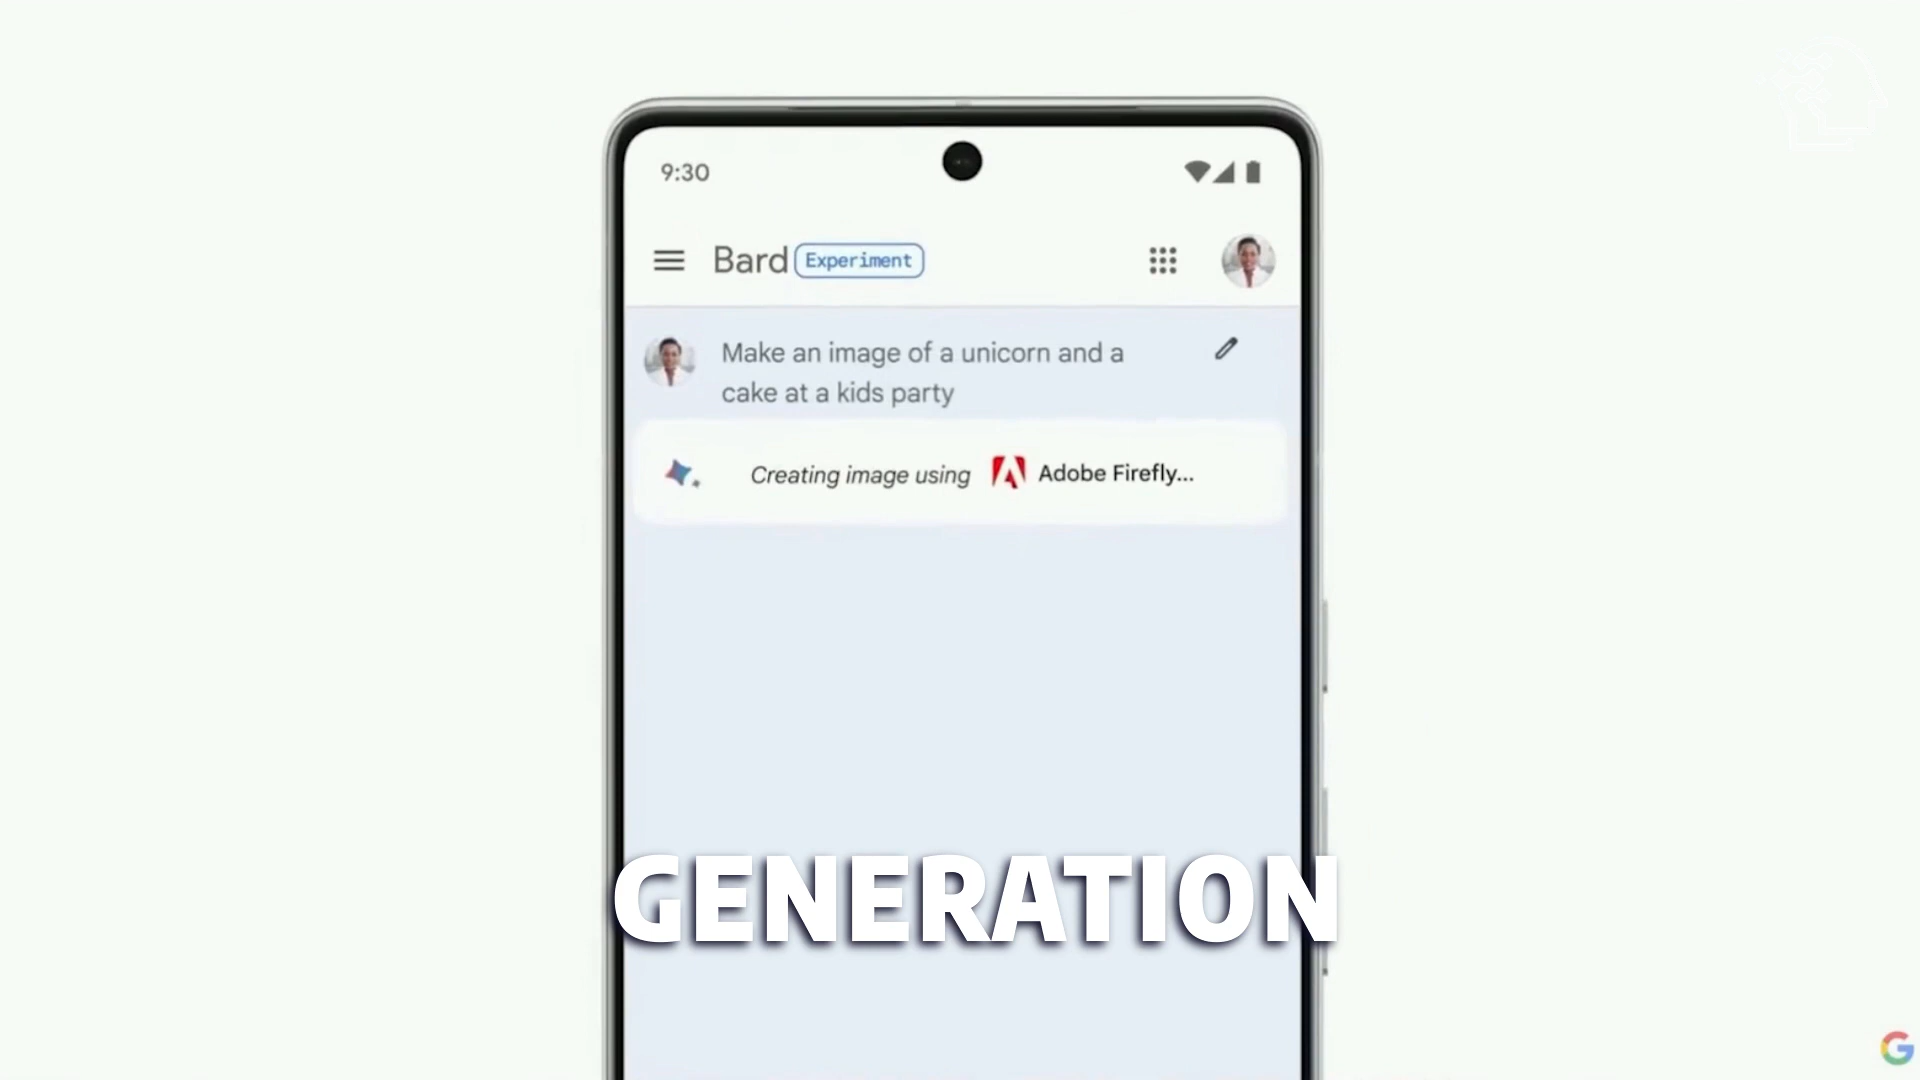 9:30
Bard Experiment
Make an image of a unicorn and a
cake at a kids party
Creating image using Adobe Firefly...
GENERATION